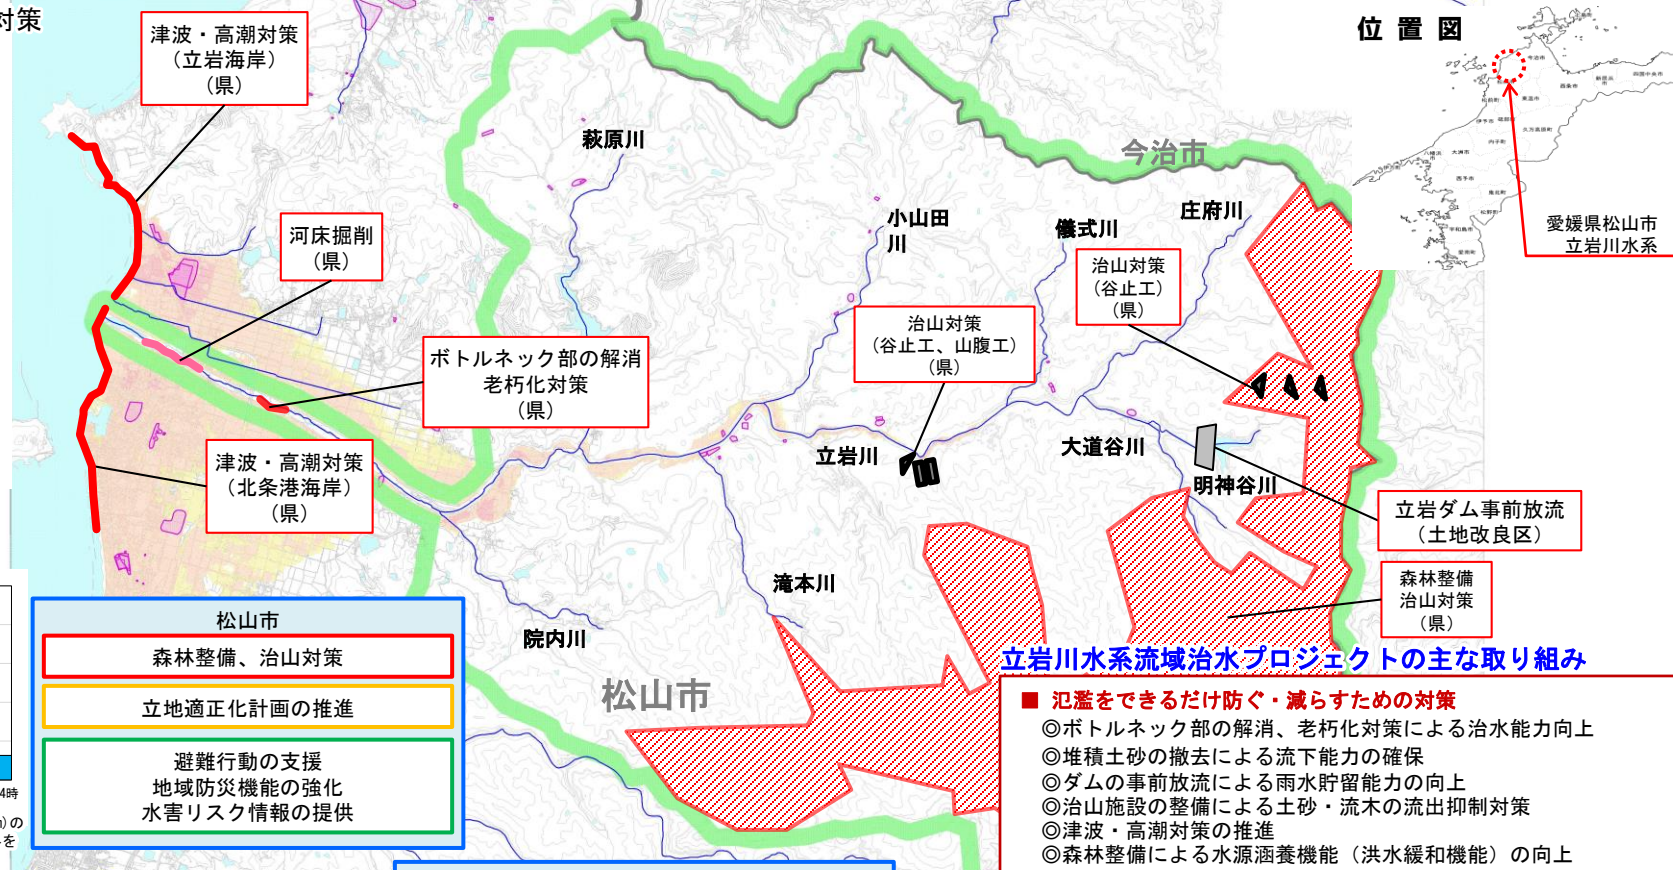 対策
津波・高潮対策
（立岩海岸）
（県）
位置図
今治市
愛媛県松山市
立岩川水系
萩原川
小山田
川
儀式川
庄府川
河床掘削
（県）
治山対策
（谷止工）
（県）
治山対策
（谷止工、山腹工）
（県）
ボトルネック部の解消
老朽化対策
（県）
立岩川
大道谷川
明神谷川
津波・高潮対策
（北条港海岸）
（県）
立岩ダム事前放流
（土地改良区）
森林整備
治山対策
（県）
滝本川
院内川
松山市
松山市
森林整備、治山対策
立地適正化計画の推進
避難行動の支援
地域防災機能の強化
水害リスク情報の提供
4時
)の
を
立岩川水系流域治水プロジェクトの主な取り組み
■ 氾濫をできるだけ防ぐ・減らすための対策
◎ボトルネック部の解消、老朽化対策による治水能力向上
◎堆積土砂の撤去による流下能力の確保
◎ダムの事前放流による雨水貯留能力の向上
◎治山施設の整備による土砂・流木の流出抑制対策
◎津波・高潮対策の推進
◎森林整備による水源涵養機能（洪水緩和機能）の向上